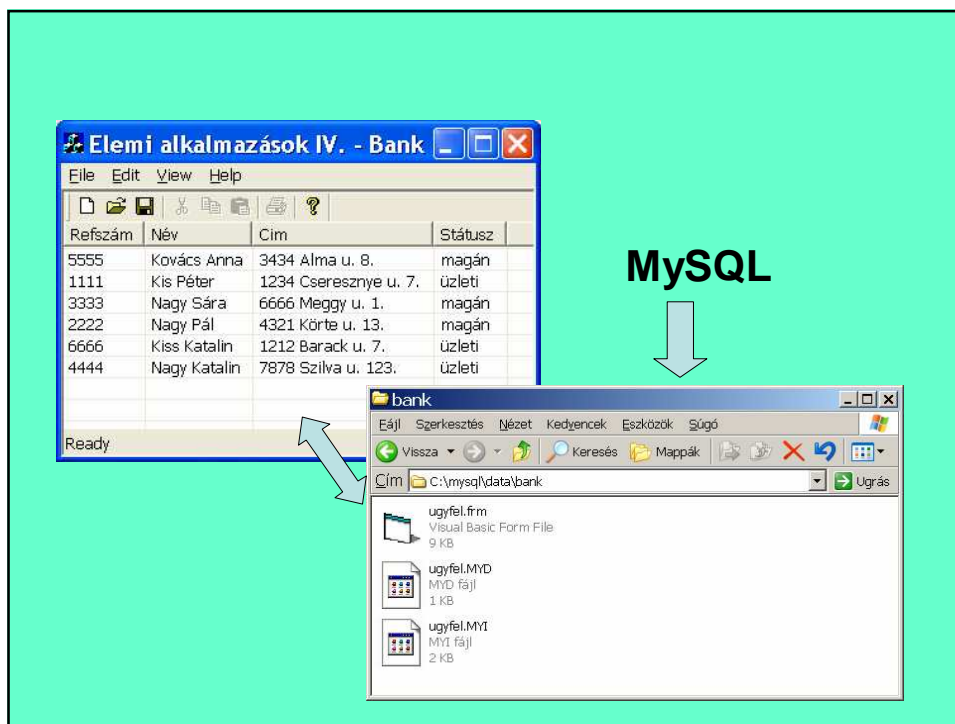 Elemi alkalmazások IV. - Bank
File Edit View Help
Refszám Név Cim Státusz
5555 Kovács Anna 3434 Alma u. 8. magán
1111 Kis Péter 1234 Cseresznye u. 7. üzleti
3333 Nagy Sára 6666 Meggy u. 1. magán
2222 Nagy Pál 4321 Körte u. 13. magán
6666 Kiss Katalin 1212 Barack u. 7. üzleti
4444 Nagy Katalin 7878 Szilva u. 123. üzleti
Ready
MySQL
bank
Fájl Szerkesztés Nézet Kedvencek Eszközök Súgó
Vissza Keresés Mappák
Cím C:\mysql\data\bank Ugrás
ugyfel.frm
Visual Basic Form File
9 KB
ugyfel.MYD
MYD fájl
1 KB
ugyfel.MYI
MYI fájl
2 KB